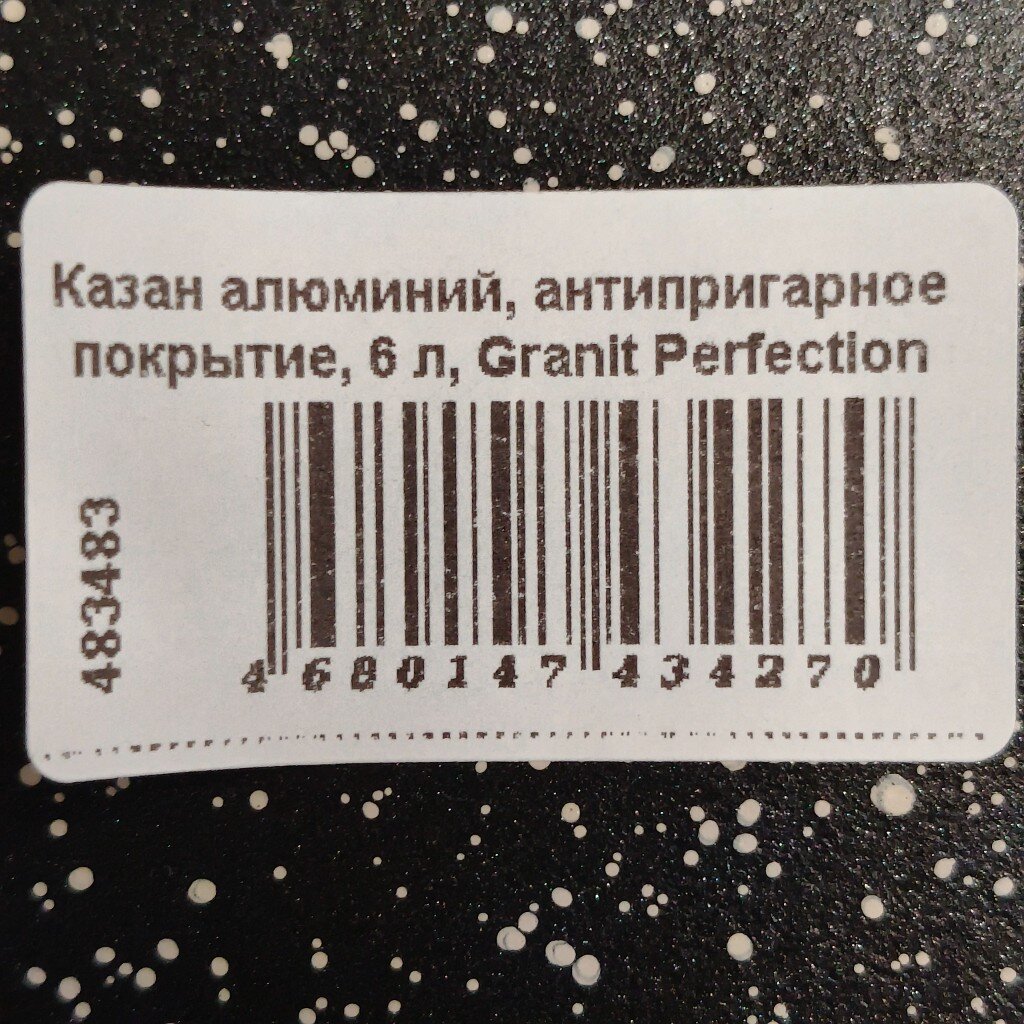 Казан алюминий, антипригарное
покрытие, 6 л, Granit Perfection
483483
4 680147 434270